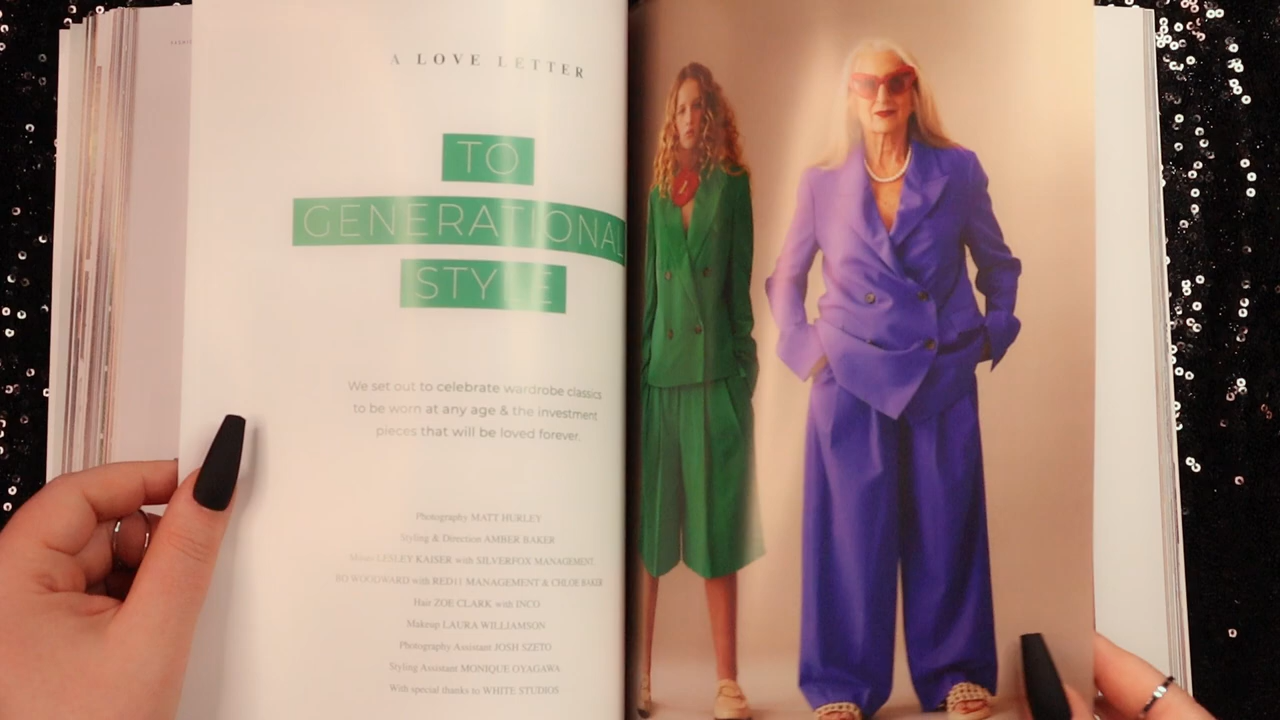 A LOVE LETTER
TO
GENERATIONAL
STYLE
We set out to celebrate wardrobe classics
to be worn at any age & the investment
pieces that will be loved forever.
Photography MATT HURLEY
Styling & Direction AMBER BAKER
LESLEY KAISER with SILVERFOX MANAGEMENT,
BO WOODWARD with RED11 MANAGEMENT & CHLOE BAKER
Hair ZOE CLARK with INCO
Makeup LAURA WILLIAMSON
Photography Assistant JOSH SZETO
Styling Assistant MONIQUE OYAGAWA
With special thanks to WHITE STUDIOS